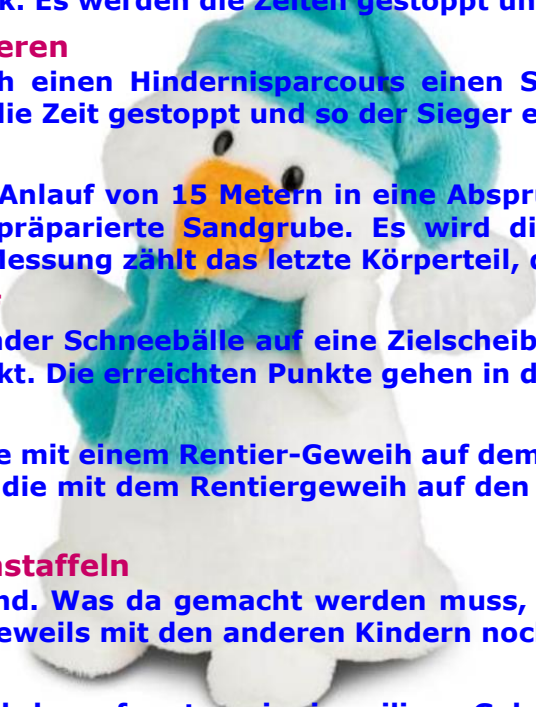 k. Es werden die Zeiten gestoppt un
eren
h einen Hindernisparcours einen S
die Zeit gestoppt und so der Sieger e
Anlauf von 15 Metern in eine Abspr
präparierte Sandgrube. Es wird di
Messung zählt das letzte Körperteil,
nder Schneebälle auf eine Zielscheib
kt. Die erreichten Punkte gehen in d
e mit einem Rentier-Geweih auf dem
die mit dem Rentiergeweih auf den
nstaffeln
nd. Was da gemacht werden muss,
eweils mit den anderen Kindern noc